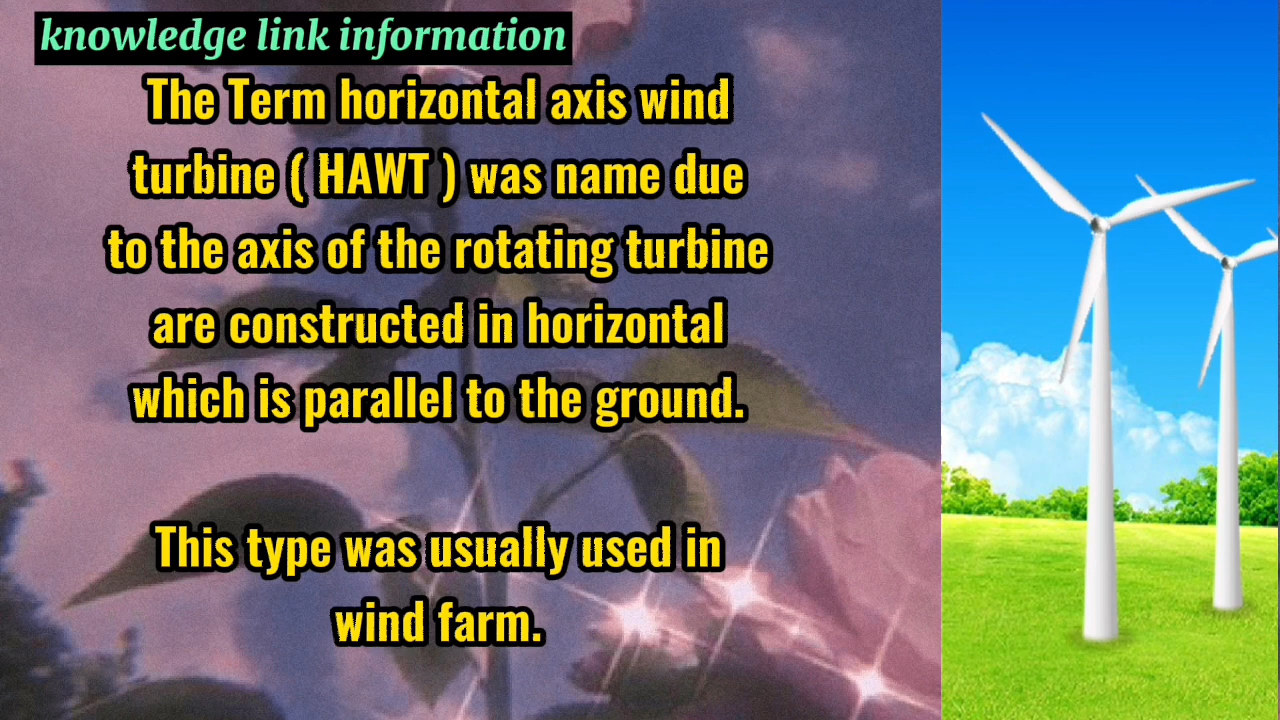 knowledge link information
The Term horizontal axis wind
turbine ( HAWT ) was name due
to the axis of the rotating turbine
are constructed in horizontal
which is parallel to the ground.
This type was usually used in
wind farm.